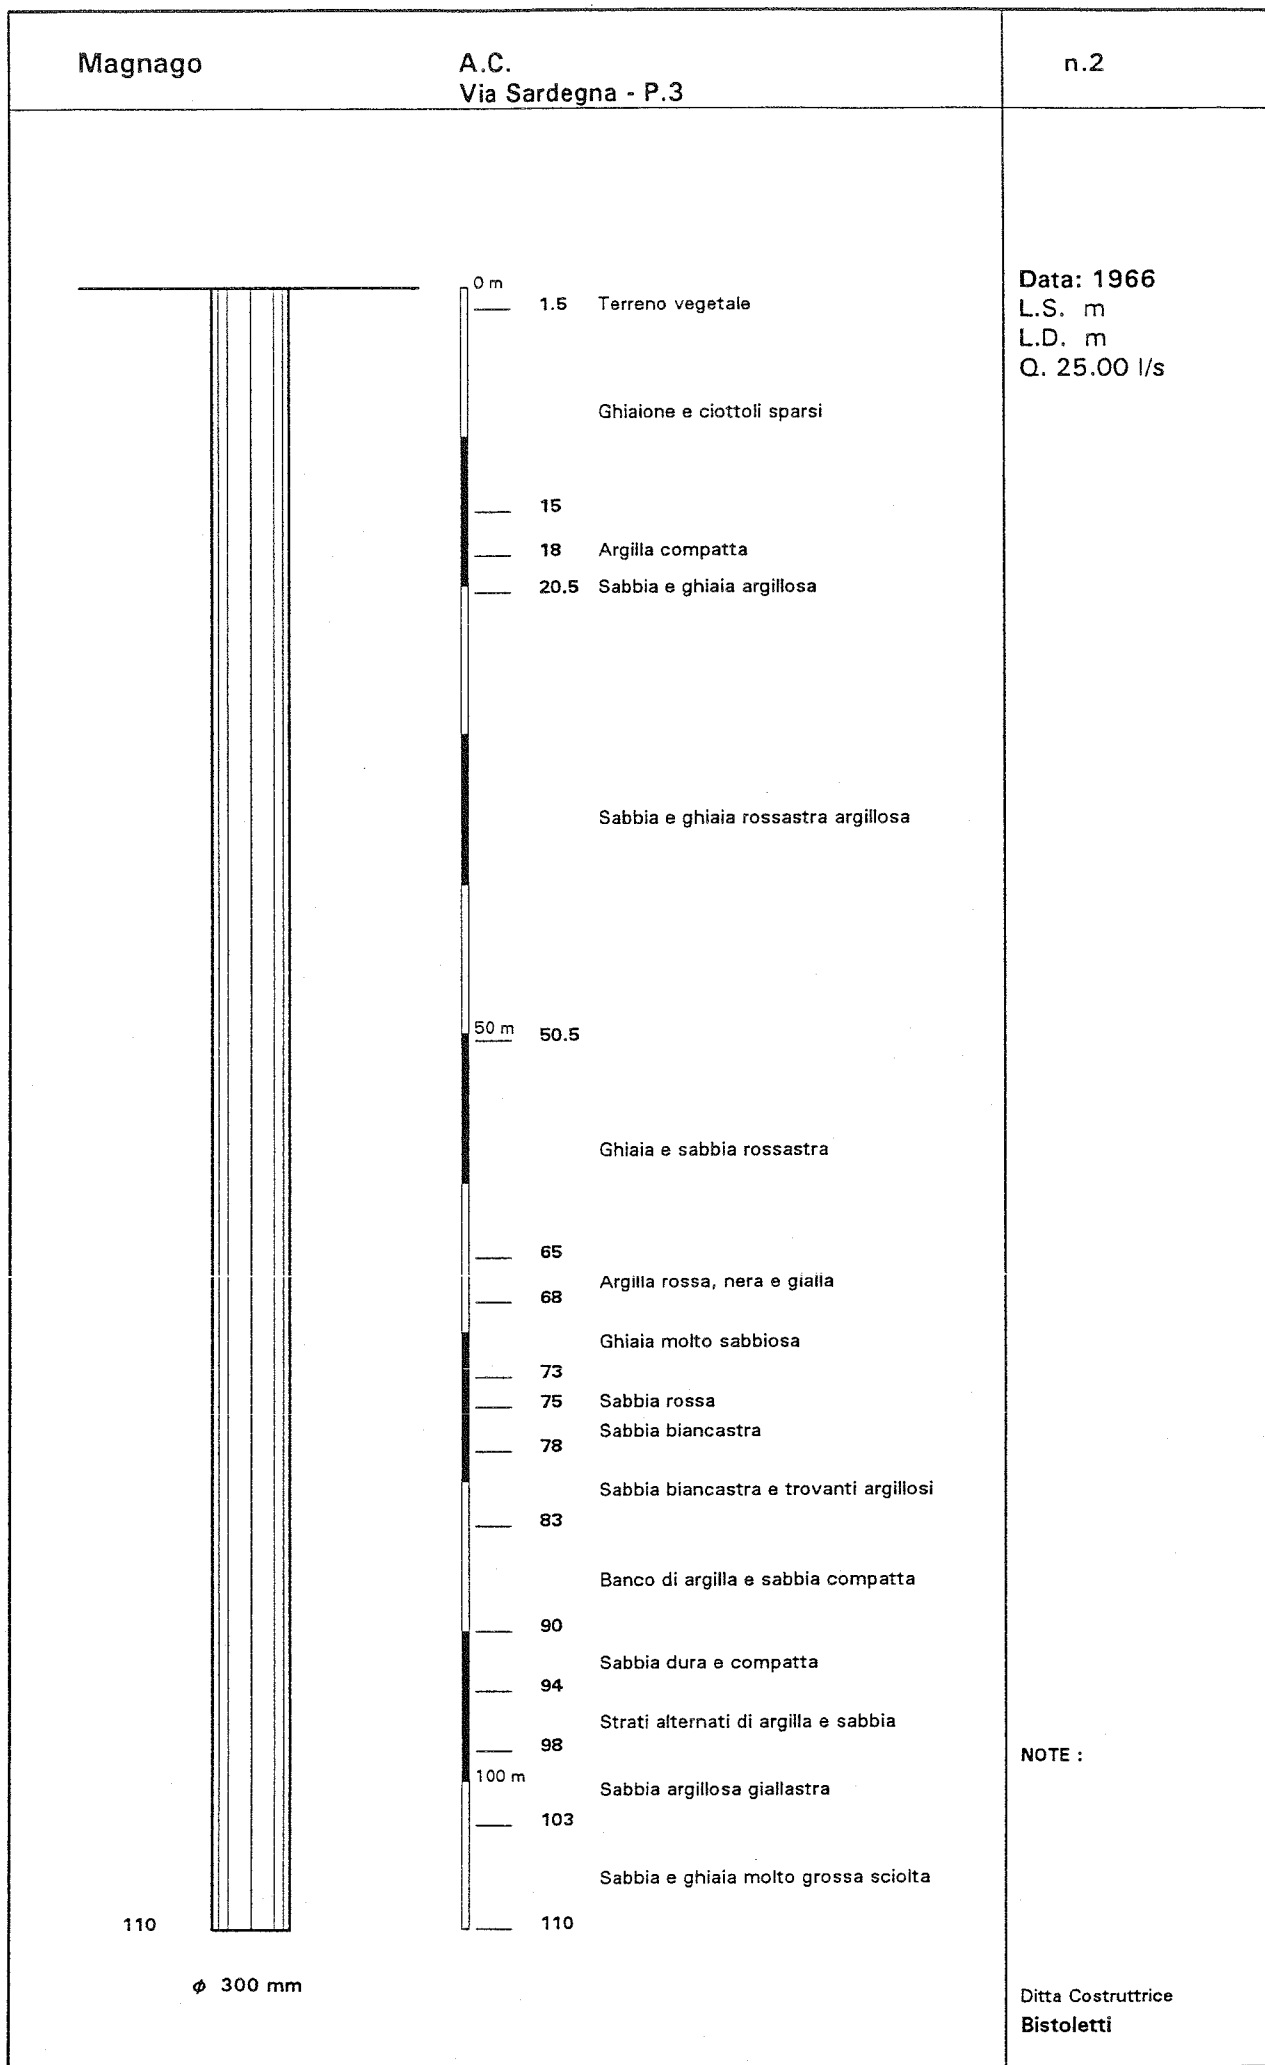 Magnago
A.C.
Via Sardegna - P.3
n.2
Data: 1966
L.S. m
L.D. m
Q. 25.00 l/s
0 m
1.5 Terreno vegetale
Ghiaione e ciottoli sparsi
15
18 Argilla compatta
20.5 Sabbia e ghiaia argillosa
Sabbia e ghiaia rossastra argillosa
50 m 50.5
Ghiaia e sabbia rossastra
65
Argilla rossa, nera e gialla
68
Ghiaia molto sabbiosa
73
75 Sabbia rossa
Sabbia biancastra
78
Sabbia biancastra e trovanti argillosi
83
Banco di argilla e sabbia compatta
90
Sabbia dura e compatta
94
Strati alternati di argilla e sabbia
98
NOTE :
100 m
Sabbia argillosa giallastra
103
Sabbia e ghiaia molto grossa sciolta
110
110
ϕ 300 mm
Ditta Costruttrice
Bistoletti